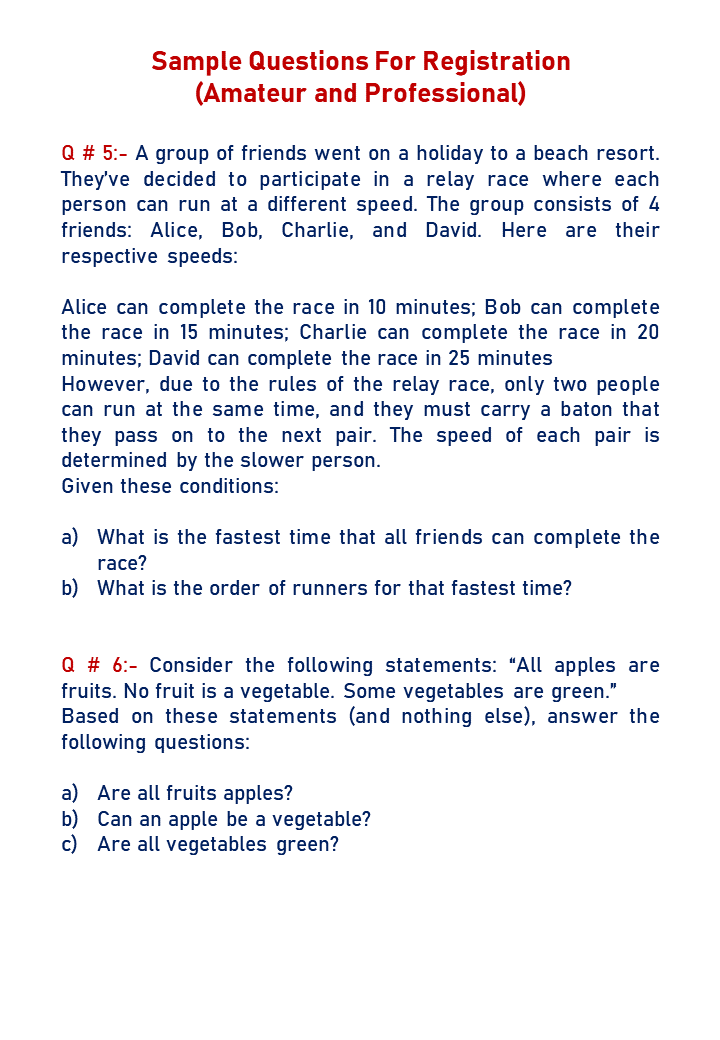 Sample Questions For Registration
(Amateur and Professional)
Q # 5:- A group of friends went on a holiday to a beach resort.
They've decided to participate in a relay race where each
person can run at a different speed. The group consists of 4
friends: Alice, Bob, Charlie, and David. Here are their
respective speeds:
Alice can complete the race in 10 minutes; Bob can complete
the race in 15 minutes; Charlie can complete the race in 20
minutes; David can complete the race in 25 minutes
However, due to the rules of the relay race, only two people
can run at the same time, and they must carry a baton that
they pass on to the next pair. The speed of each pair is
determined by the slower person.
Given these conditions:
a) What is the fastest time that all friends can complete the
race?
b) What is the order of runners for that fastest time?
Q # 6:- Consider the following statements: “All apples are
fruits. No fruit is a vegetable. Some vegetables are green.”
Based on these statements (and nothing else), answer the
following questions:
a) Are all fruits apples?
b) Can an apple be a vegetable?
c) Are all vegetables green?